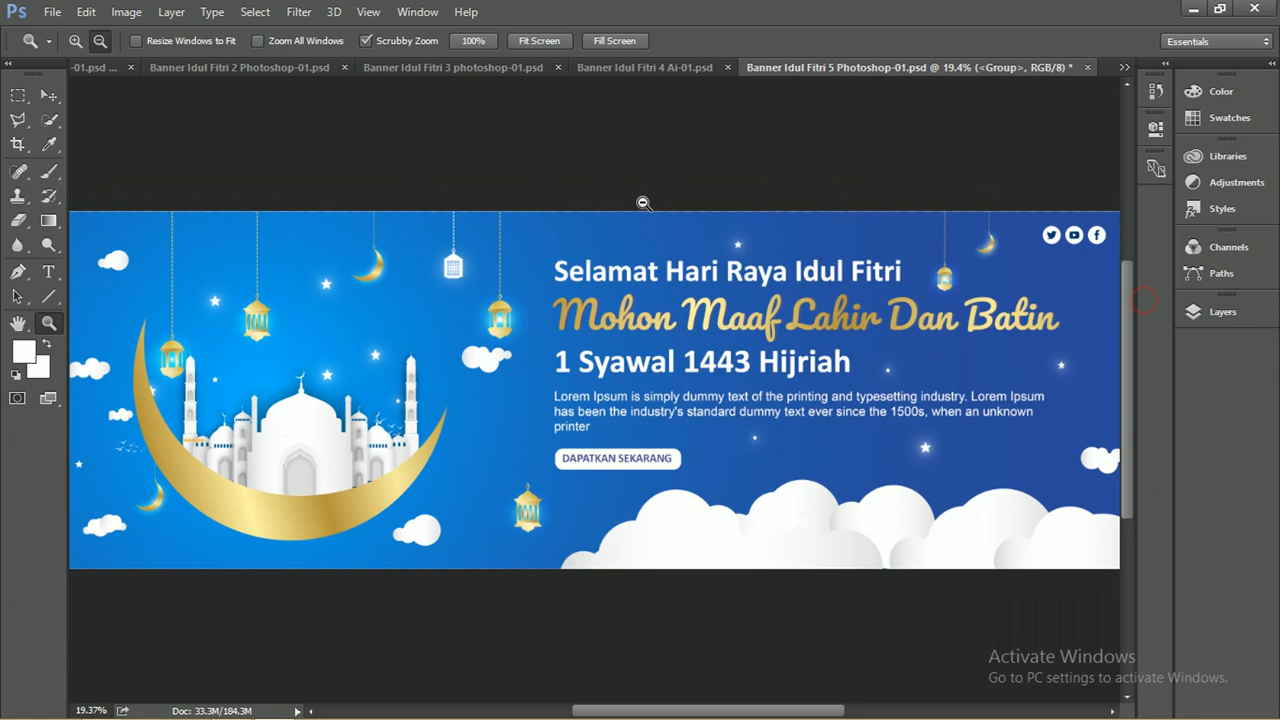 Ps File Edit Image Layer Type Select Filter 3D View Window Help
Resize Windows to Fit Zoom All Windows Scrubby Zoom 100% Fit Screen Fill Screen Essentials
-01.psd ... × Banner Idul Fitri 2 Photoshop-01.psd × Banner Idul Fitri 3 photoshop-01.psd × Banner Idul Fitri 4 Ai-01.psd × Banner Idul Fitri 5 Photoshop-01.psd @ 19.4% (<Group>, RGB/8) * ×
Color
Swatches
Libraries
Adjustments
Styles
Channels
Paths
Layers
Selamat Hari Raya Idul Fitri
Mohon Maaf Lahir Dan Batin
1 Syawal 1443 Hijriah
Lorem Ipsum is simply dummy text of the printing and typesetting industry. Lorem Ipsum
has been the industry's standard dummy text ever since the 1500s, when an unknown
printer
DAPATKAN SEKARANG
Activate Windows
Go to PC settings to activate Windows.
19.37% Doc: 33.3M/184.3M